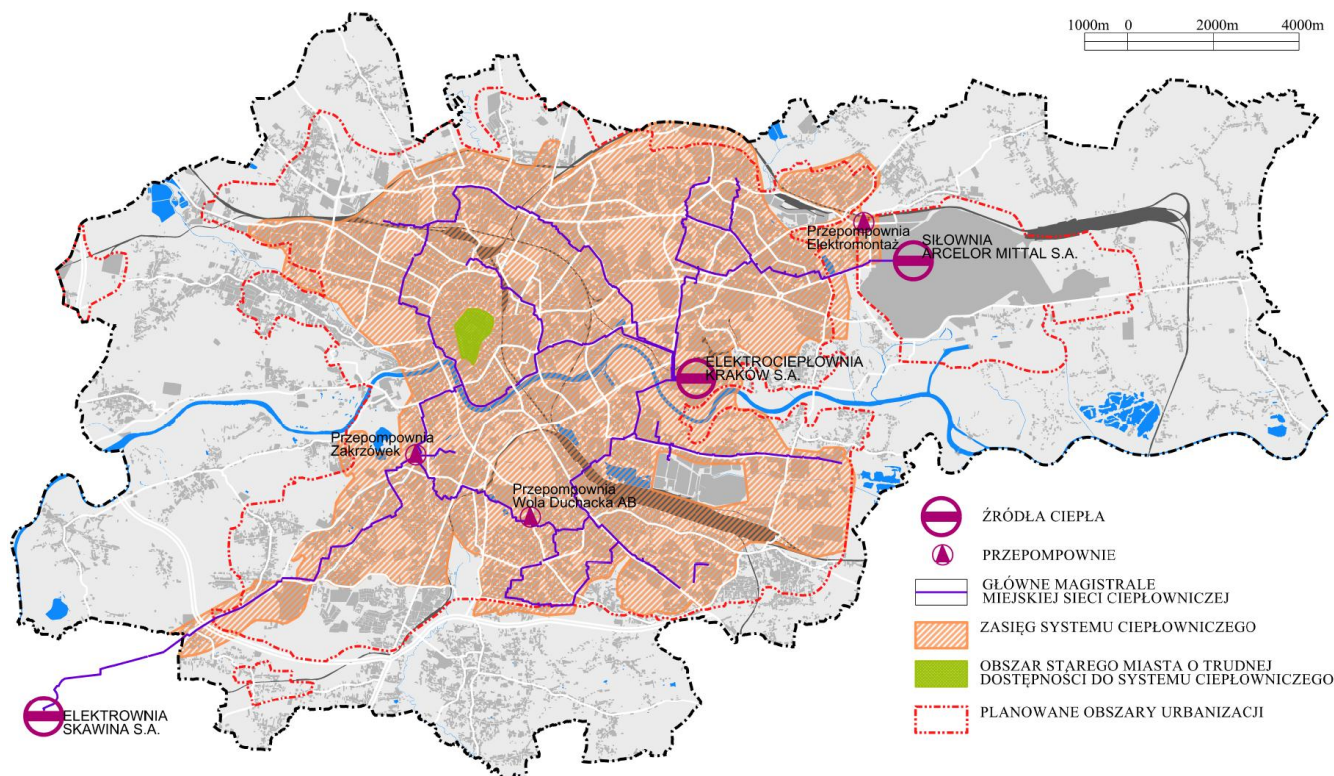 1000m 0 2000m 4000m
Przepompownia
Elektromontaż
SIŁOWNIA
ARCELOR MITTAL S.A.
ELEKTROCIEPŁOWNIA
KRAKÓW S.A.
Przepompownia
Zakrzówek
Przepompownia
Wola Duchacka AB
ELEKTROWNIA
SKAWINA S.A.
ŹRÓDŁA CIEPŁA
PRZEPOMPOWNIE
GŁÓWNE MAGISTRALE
MIEJSKIEJ SIECI CIEPŁOWNICZEJ
ZASIĘG SYSTEMU CIEPŁOWNICZEGO
OBSZAR STAREGO MIASTA O TRUDNEJ
DOSTĘPNOŚCI DO SYSTEMU CIEPŁOWNICZEGO
PLANOWANE OBSZARY URBANIZACJI